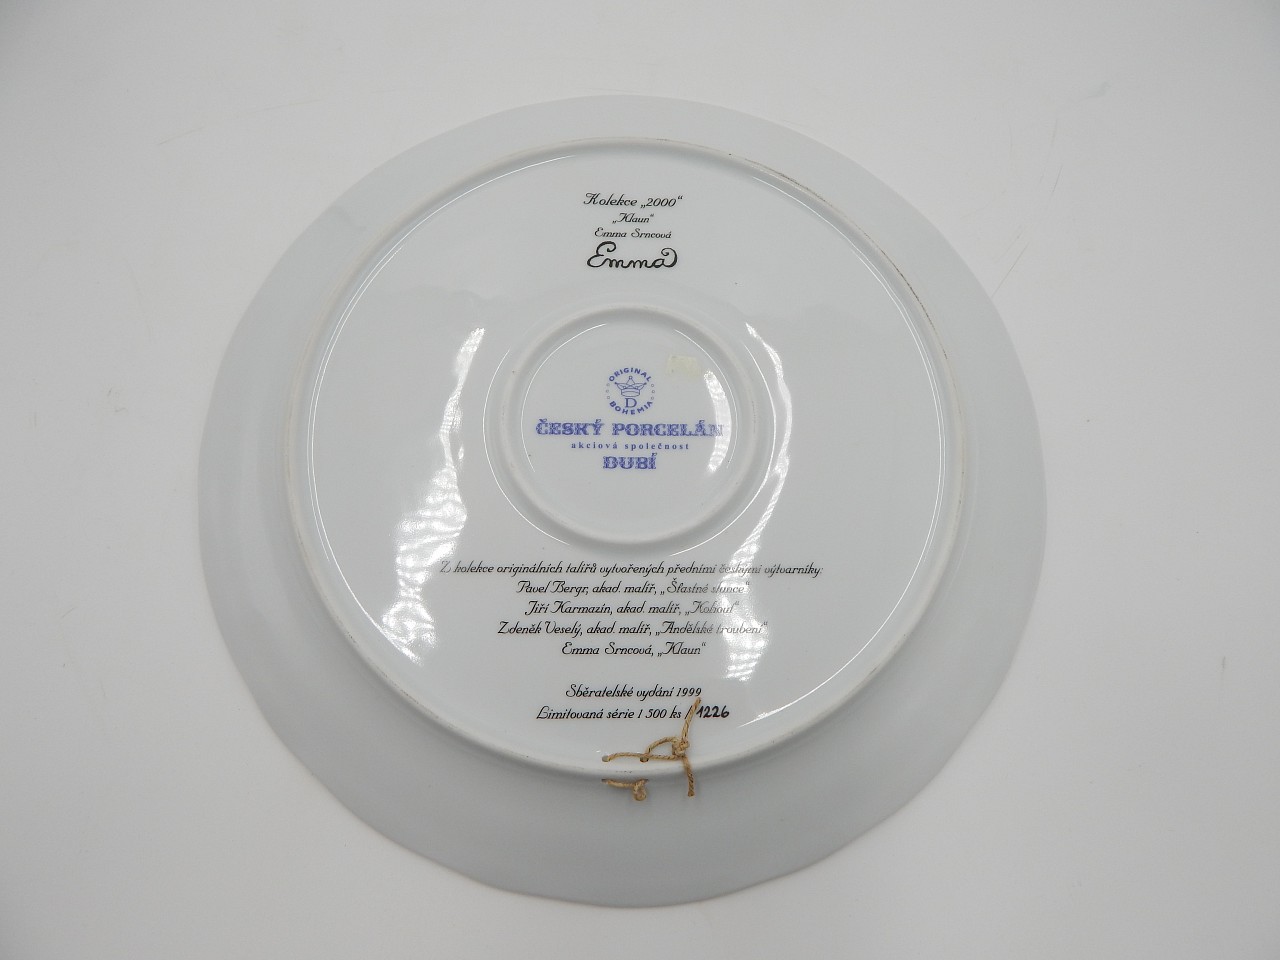 Kolekce „2000“
„Klaun“
Emma Srncová
Emma
ORIGINAL
D
BOHEMIA
ČESKÝ PORCELÁN
akciová společnost
DUBÍ
Z kolekce originálních talířů vytvořených předními českými výtvarníky:
Pavel Bergr, akad. malíř, „Šťastné slunce“
Jiří Karmazín, akad. malíř, „Kohout“
Zdeněk Veselý, akad. malíř, „Andělské troubení“
Emma Srncová, „Klaun“
Sběratelské vydání 1999
Limitovaná série 1 500 ks / 1226